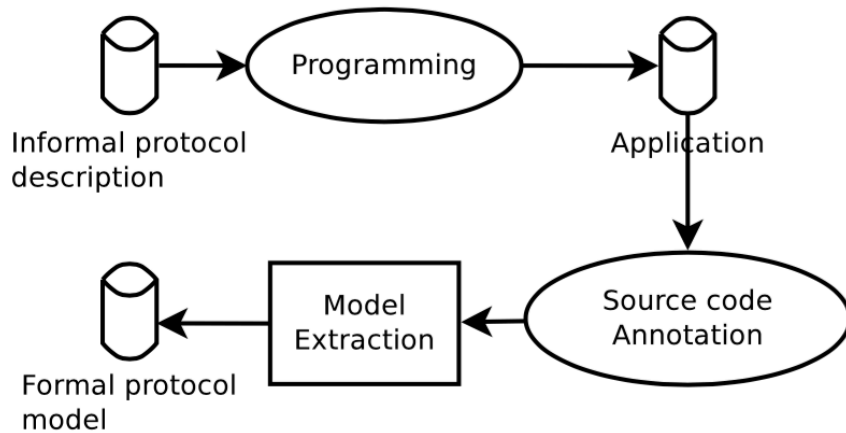 Programming
Informal protocol
description
Application
Source code
Annotation
Model
Extraction
Formal protocol
model